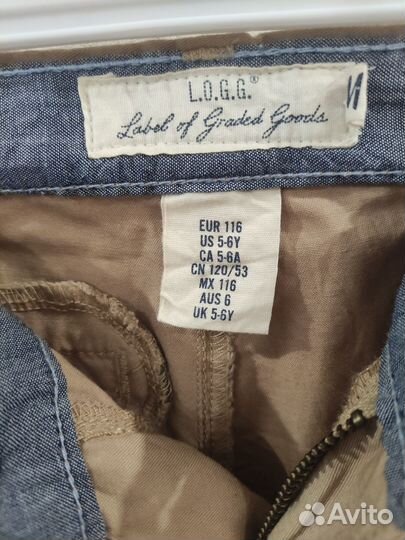 L.O.G.G.®
Label of Graded Goods
EUR 116
US 5-6Y
CA 5-6A
CN 120/53
MX 116
AUS 6
UK 5-6Y
Avito